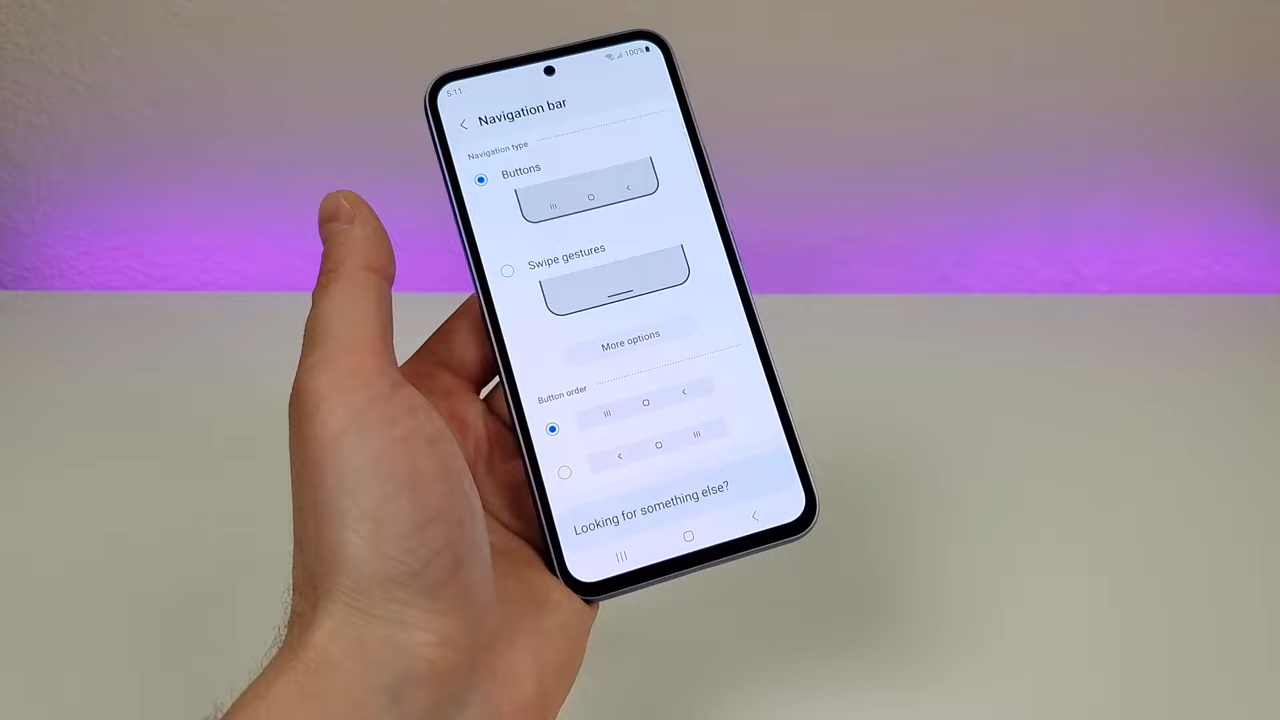 5:11
100%
Navigation bar
Navigation type
Buttons
Swipe gestures
More options
Button order
Looking for something else?